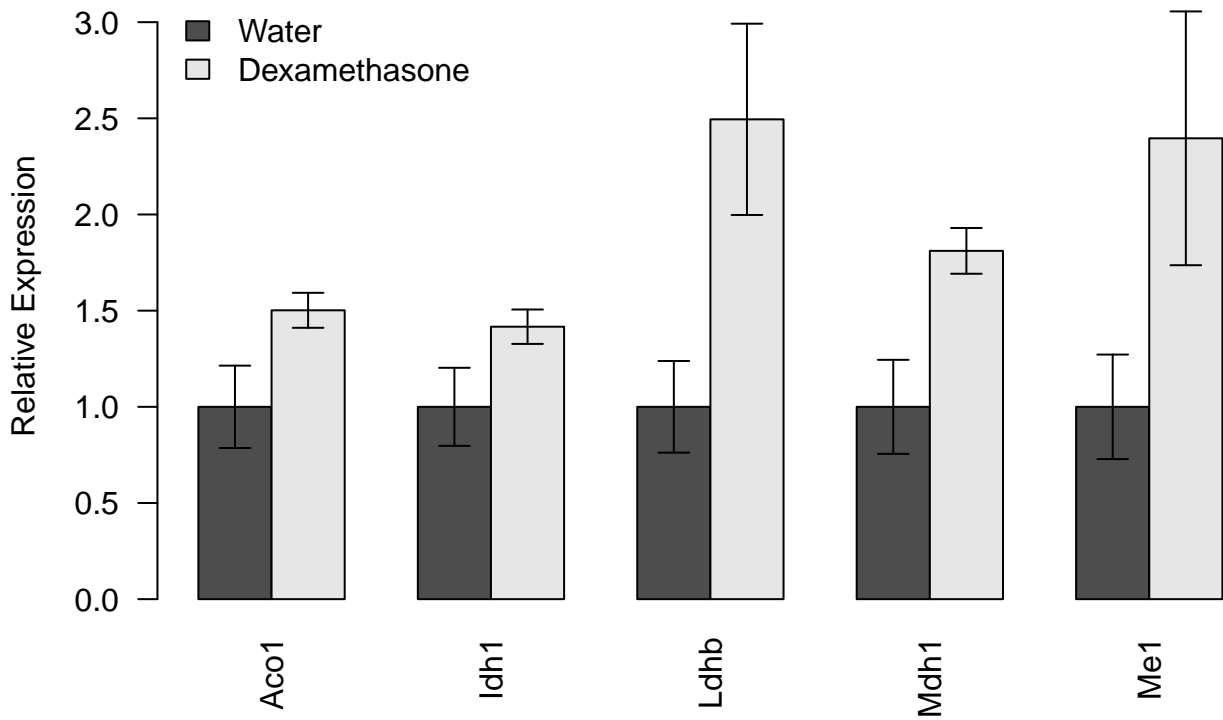 Relative Expression
3.0
2.5
2.0
1.5
1.0
0.5
0.0
Water
Dexamethasone
Aco1
Idh1
Ldhb
Mdh1
Me1